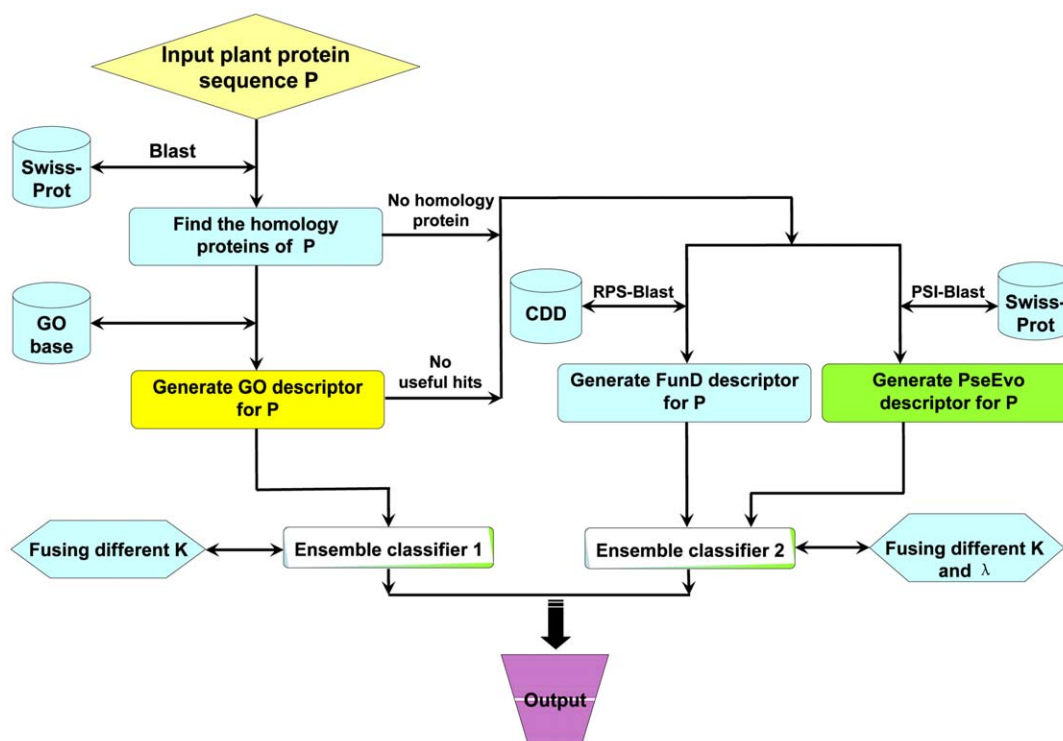 Input plant protein
sequence P
Blast
Swiss-
Prot
Find the homology
proteins of P
No homology
protein
GO
base
Generate GO descriptor
for P
No
useful hits
CDD
RPS-Blast
PSI-Blast
Swiss-
Prot
Generate FunD descriptor
for P
Generate PseEvo
descriptor for P
Fusing different K
Ensemble classifier 1
Ensemble classifier 2
Fusing different K
and λ
Output